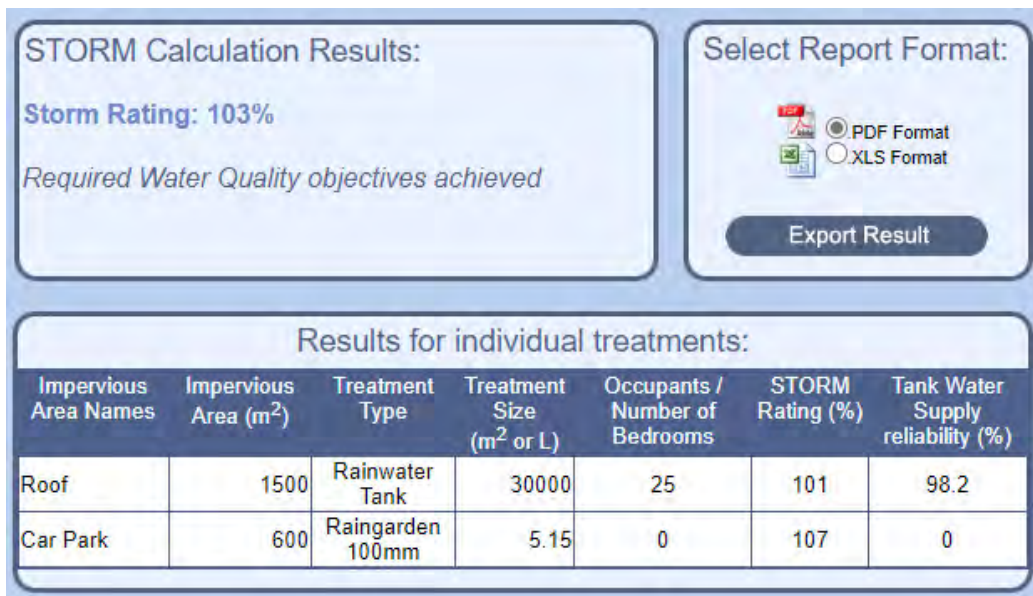 STORM Calculation Results:
Storm Rating: 103%
Required Water Quality objectives achieved
Select Report Format:
PDF Format
XLS Format
Export Result
Results for individual treatments:
Impervious Area Names | Impervious Area (m²) | Treatment Type | Treatment Size (m² or L) | Occupants / Number of Bedrooms | STORM Rating (%) | Tank Water Supply reliability (%)
Roof | 1500 | Rainwater Tank | 30000 | 25 | 101 | 98.2
Car Park | 600 | Raingarden 100mm | 5.15 | 0 | 107 | 0